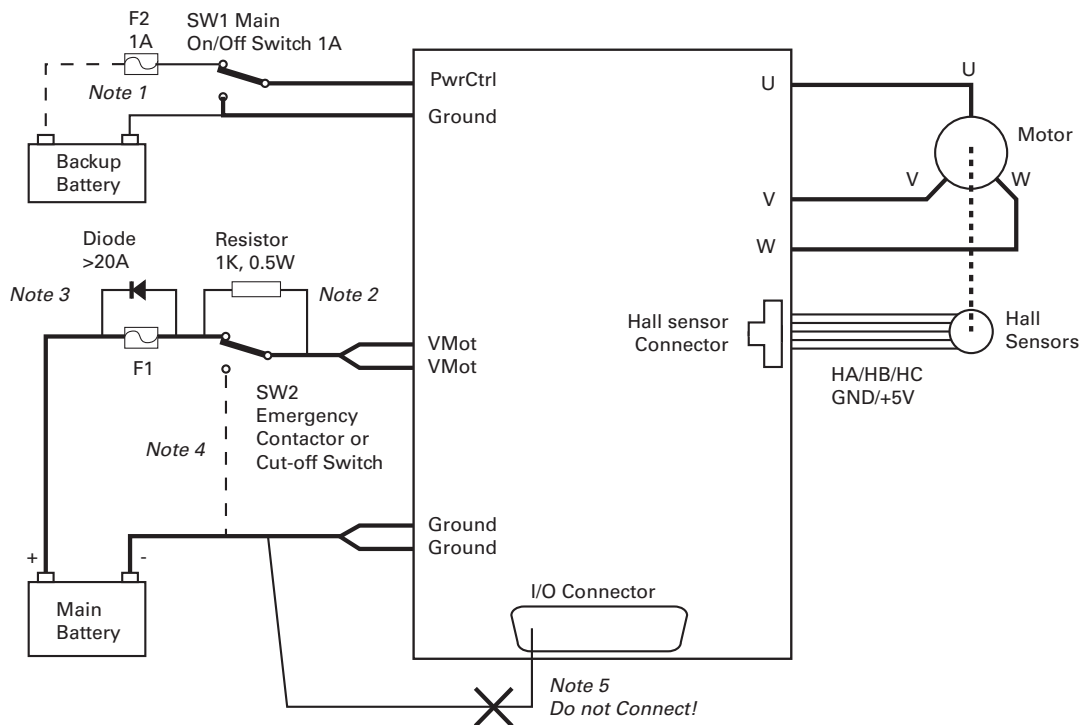 F2
1A
SW1 Main
On/Off Switch 1A
Note 1
Backup
Battery
PwrCtrl
Ground
U
U
Motor
V
W
V
W
Diode
>20A
Resistor
1K, 0.5W
Note 3
Note 2
F1
VMot
VMot
SW2
Emergency
Contactor or
Cut-off Switch
Note 4
Hall sensor
Connector
Hall
Sensors
HA/HB/HC
GND/+5V
Ground
Ground
+
-
Main
Battery
I/O Connector
Note 5
Do not Connect!